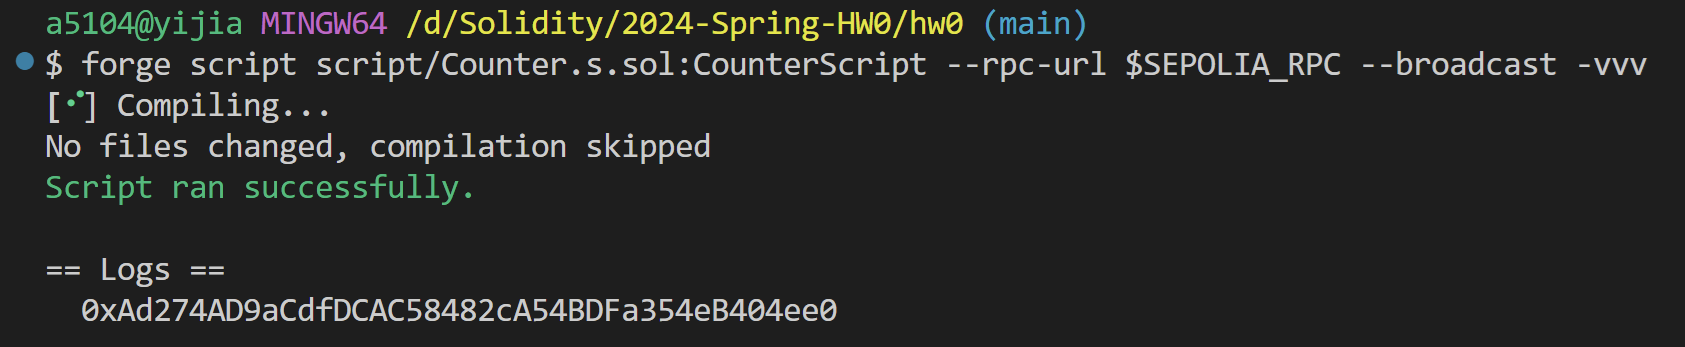 a5104@yijia MINGW64 /d/Solidity/2024-Spring-HW0/hw0 (main)
$ forge script script/Counter.s.sol:CounterScript --rpc-url $SEPOLIA_RPC --broadcast -vvv
[⠊] Compiling...
No files changed, compilation skipped
Script ran successfully.
== Logs ==
0xAd274AD9aCdfDCAC58482cA54BDFa354eB404ee0